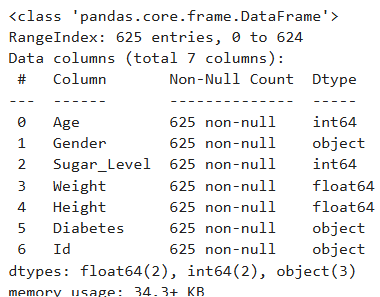 <class 'pandas.core.frame.DataFrame'>
RangeIndex: 625 entries, 0 to 624
Data columns (total 7 columns):
 #   Column       Non-Null Count  Dtype
---  ------       --------------  -----
 0   Age          625 non-null    int64
 1   Gender       625 non-null    object
 2   Sugar_Level  625 non-null    int64
 3   Weight       625 non-null    float64
 4   Height       625 non-null    float64
 5   Diabetes     625 non-null    object
 6   Id           625 non-null    object
dtypes: float64(2), int64(2), object(3)
memory usage: 34.3+ KB